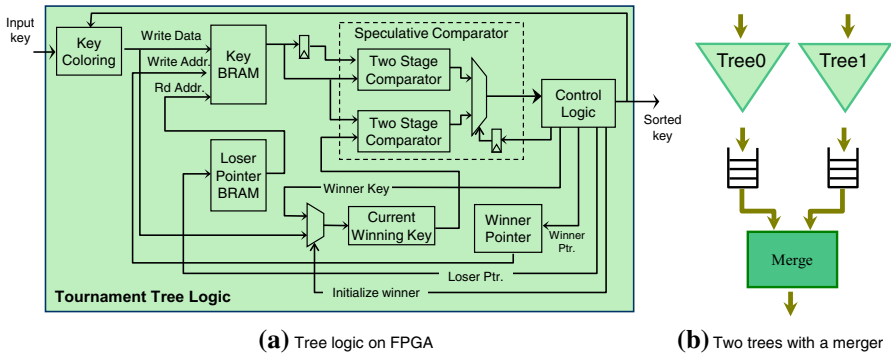 Input
key
Key
Coloring
Write Data
Write Addr.
Rd Addr.
Key
BRAM
Speculative Comparator
Two Stage
Comparator
Two Stage
Comparator
Control
Logic
Sorted
key
Loser
Pointer
BRAM
Winner Key
Current
Winning Key
Winner
Pointer
Winner
Ptr.
Loser Ptr.
Initialize winner
Tournament Tree Logic
(a) Tree logic on FPGA
Tree0
Tree1
Merge
(b) Two trees with a merger